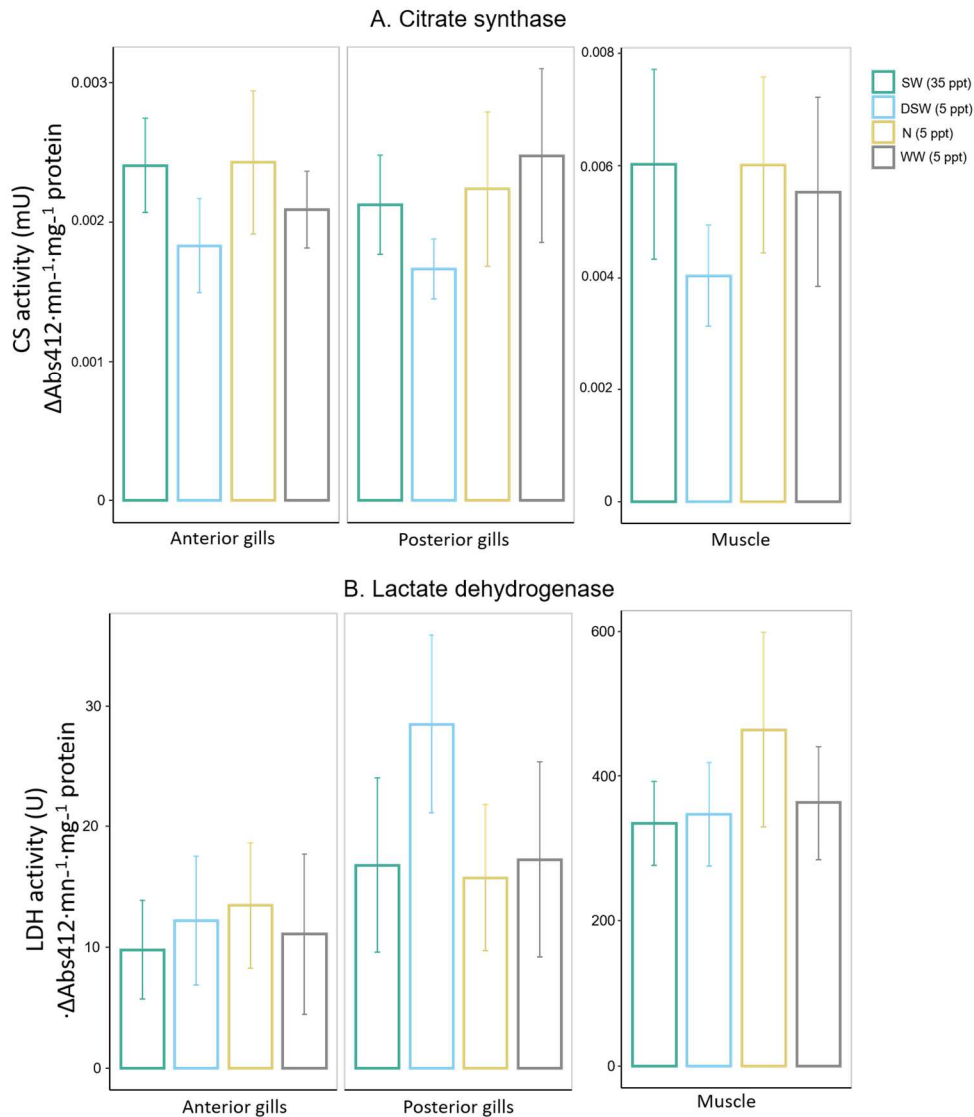 A. Citrate synthase
CS activity (mU)
ΔAbs412·mn-1·mg-1 protein
0.003
0.002
0.001
0
0.008
0.006
0.004
0.002
0
SW (35 ppt)
DSW (5 ppt)
N (5 ppt)
WW (5 ppt)
Anterior gills
Posterior gills
Muscle
B. Lactate dehydrogenase
LDH activity (U)
·ΔAbs412·mn-1·mg-1 protein
30
20
10
0
600
400
200
0
Anterior gills
Posterior gills
Muscle